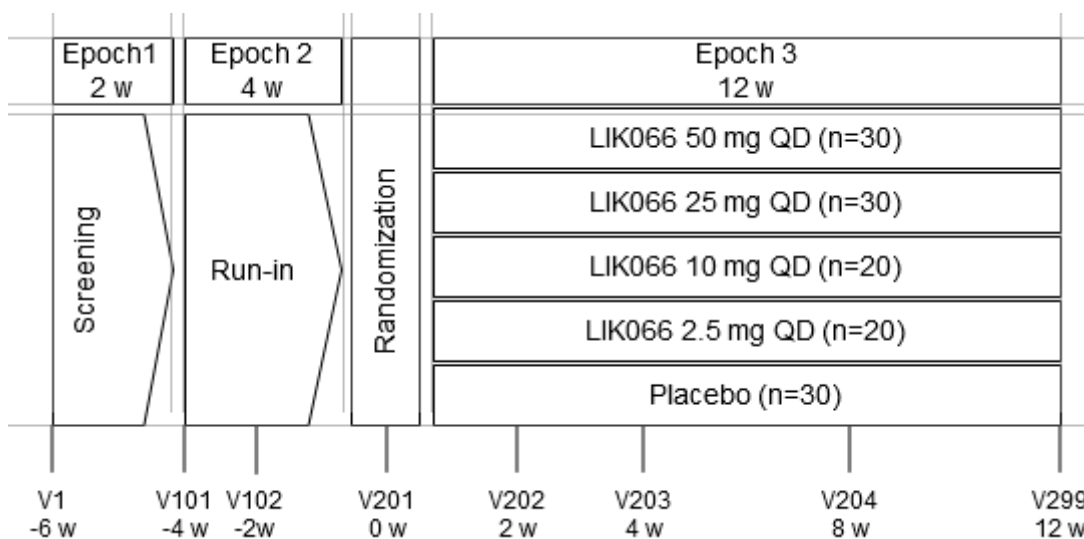 Epoch1
2 w
Epoch 2
4 w
Epoch 3
12 w
Screening
Run-in
Randomization
LIK066 50 mg QD (n=30)
LIK066 25 mg QD (n=30)
LIK066 10 mg QD (n=20)
LIK066 2.5 mg QD (n=20)
Placebo (n=30)
V1
-6 w
V101
-4 w
V102
-2w
V201
0 w
V202
2 w
V203
4 w
V204
8 w
V299
12 w